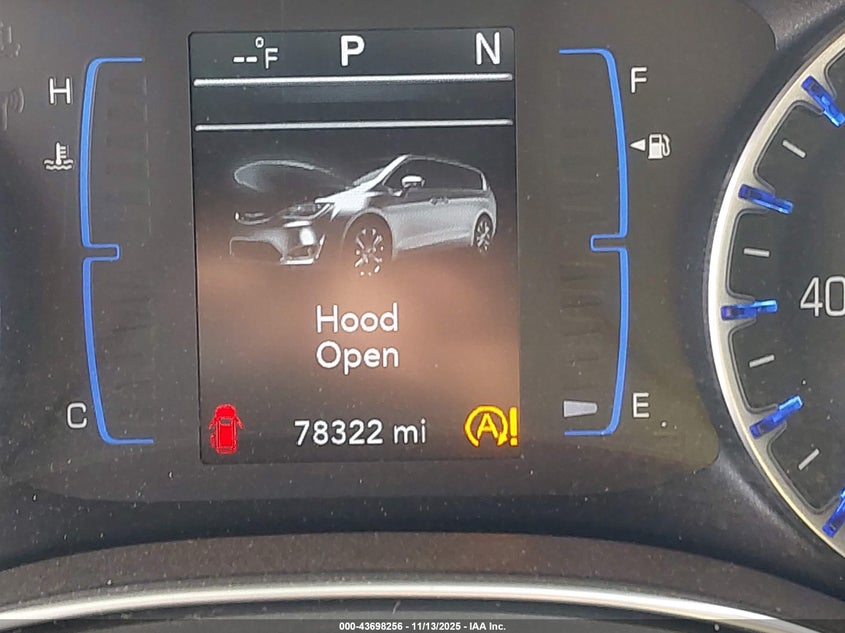 --°F P N
H F
Hood
Open
C E
78322 mi
A!
40
000-43698256 - 11/13/2025 - IAA Inc.